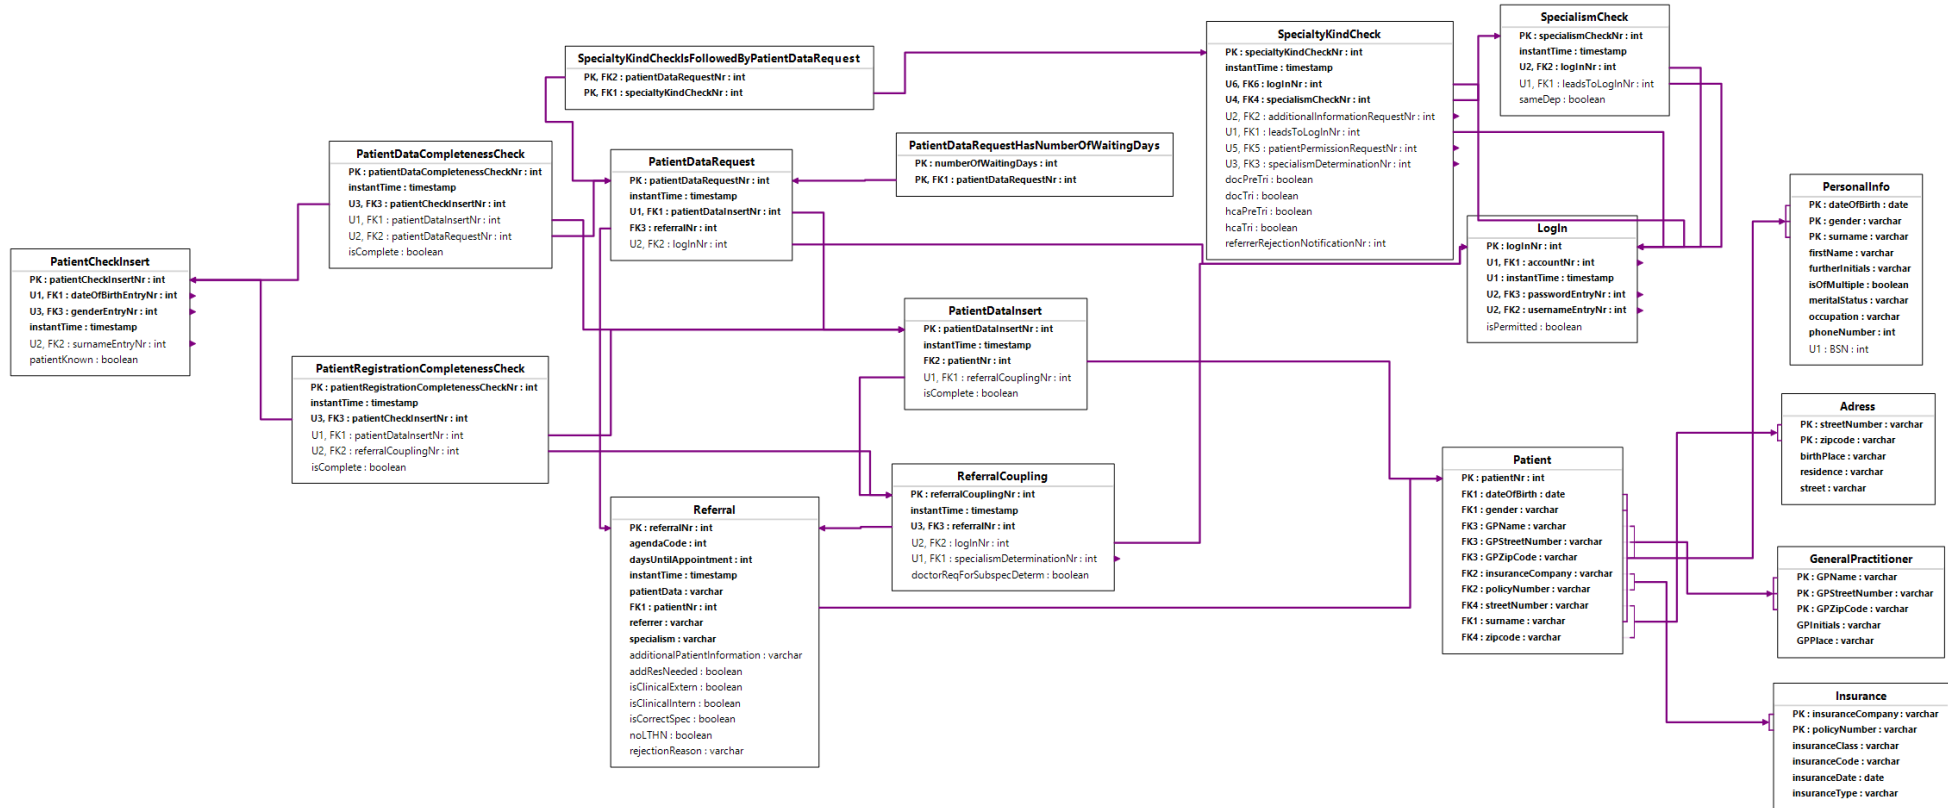 SpecialtyKindCheckIsFollowedByPatientDataRequest
PK, FK2 : patientDataRequestNr : int
PK, FK1 : specialtyKindCheckNr : int
SpecialtyKindCheck
PK : specialtyKindCheckNr : int
instantTime : timestamp
U6, FK6 : logInNr : int
U4, FK4 : specialismCheckNr : int
U2, FK2 : additionalInformationRequestNr : int
U1, FK1 : leadsToLogInNr : int
U5, FK5 : patientPermissionRequestNr : int
U3, FK3 : specialismDeterminationNr : int
docPreTri : boolean
docTri : boolean
hcaPreTri : boolean
hcaTri : boolean
referrerRejectionNotificationNr : int
SpecialismCheck
PK : specialismCheckNr : int
instantTime : timestamp
U2, FK2 : logInNr : int
U1, FK1 : leadsToLogInNr : int
sameDep : boolean
PatientDataCompletenessCheck
PK : patientDataCompletenessCheckNr : int
instantTime : timestamp
U3, FK3 : patientCheckInsertNr : int
U1, FK1 : patientDataInsertNr : int
U2, FK2 : patientDataRequestNr : int
isComplete : boolean
PatientDataRequest
PK : patientDataRequestNr : int
instantTime : timestamp
U1, FK1 : patientDataInsertNr : int
FK3 : referralNr : int
U2, FK2 : logInNr : int
PatientDataRequestHasNumberOfWaitingDays
PK : numberOfWaitingDays : int
PK, FK1 : patientDataRequestNr : int
PersonalInfo
PK : dateOfBirth : date
PK : gender : varchar
PK : surname : varchar
firstName : varchar
furtherInitials : varchar
isOfMultiple : boolean
meritalStatus : varchar
occupation : varchar
phoneNumber : int
U1 : BSN : int
LogIn
PK : logInNr : int
U1, FK1 : accountNr : int
U1 : instantTime : timestamp
U2, FK3 : passwordEntryNr : int
U2, FK2 : usernameEntryNr : int
isPermitted : boolean
PatientCheckInsert
PK : patientCheckInsertNr : int
U1, FK1 : dateOfBirthEntryNr : int
U3, FK3 : genderEntryNr : int
instantTime : timestamp
U2, FK2 : surnameEntryNr : int
patientKnown : boolean
PatientDataInsert
PK : patientDataInsertNr : int
instantTime : timestamp
FK2 : patientNr : int
U1, FK1 : referralCouplingNr : int
isComplete : boolean
PatientRegistrationCompletenessCheck
PK : patientRegistrationCompletenessCheckNr : int
instantTime : timestamp
U3, FK3 : patientCheckInsertNr : int
U1, FK1 : patientDataInsertNr : int
U2, FK2 : referralCouplingNr : int
isComplete : boolean
Adress
PK : streetNumber : varchar
PK : zipcode : varchar
birthPlace : varchar
residence : varchar
street : varchar
Patient
PK : patientNr : int
FK1 : dateOfBirth : date
FK1 : gender : varchar
FK3 : GPName : varchar
FK3 : GPStreetNumber : varchar
FK3 : GPZipCode : varchar
FK2 : insuranceCompany : varchar
FK2 : policyNumber : varchar
FK4 : streetNumber : varchar
FK1 : surname : varchar
FK4 : zipcode : varchar
ReferralCoupling
PK : referralCouplingNr : int
instantTime : timestamp
U3, FK3 : referralNr : int
U2, FK2 : logInNr : int
U1, FK1 : specialismDeterminationNr : int
doctorReqForSubspecDeterm : boolean
Referral
PK : referralNr : int
agendaCode : int
daysUntilAppointment : int
instantTime : timestamp
patientData : varchar
FK1 : patientNr : int
referrer : varchar
specialism : varchar
additionalPatientInformation : varchar
addResNeeded : boolean
isClinicalExtern : boolean
isClinicalIntern : boolean
isCorrectSpec : boolean
noLTHN : boolean
rejectionReason : varchar
GeneralPractitioner
PK : GPName : varchar
PK : GPStreetNumber : varchar
PK : GPZipCode : varchar
GPInitials : varchar
GPPlace : varchar
Insurance
PK : insuranceCompany : varchar
PK : policyNumber : varchar
insuranceClass : varchar
insuranceCode : varchar
insuranceDate : date
insuranceType : varchar